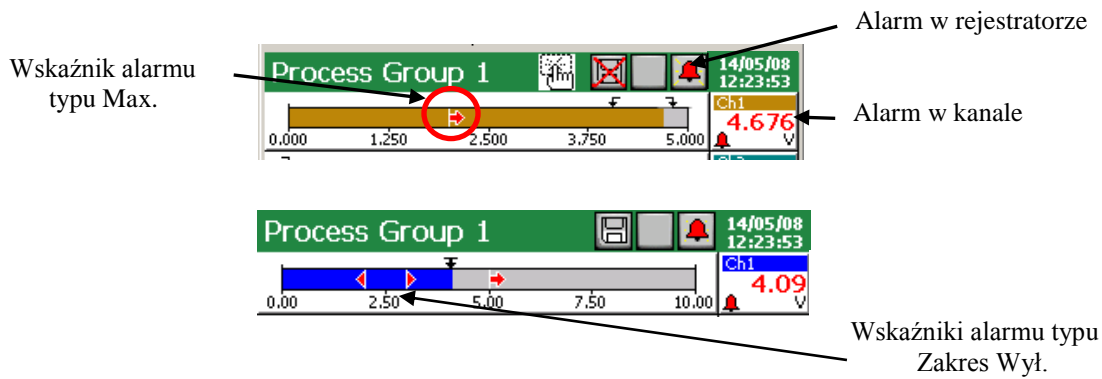 Alarm w rejestratorze
Wskaźnik alarmu
typu Max.
Process Group 1
14/05/08
12:23:53
Ch1
4.676
V
0.000 1.250 2.500 3.750 5.000
Alarm w kanale
Process Group 1
14/05/08
12:23:53
Ch1
4.09
V
0.00 2.50 5.00 7.50 10.00
Wskaźniki alarmu typu
Zakres Wył.